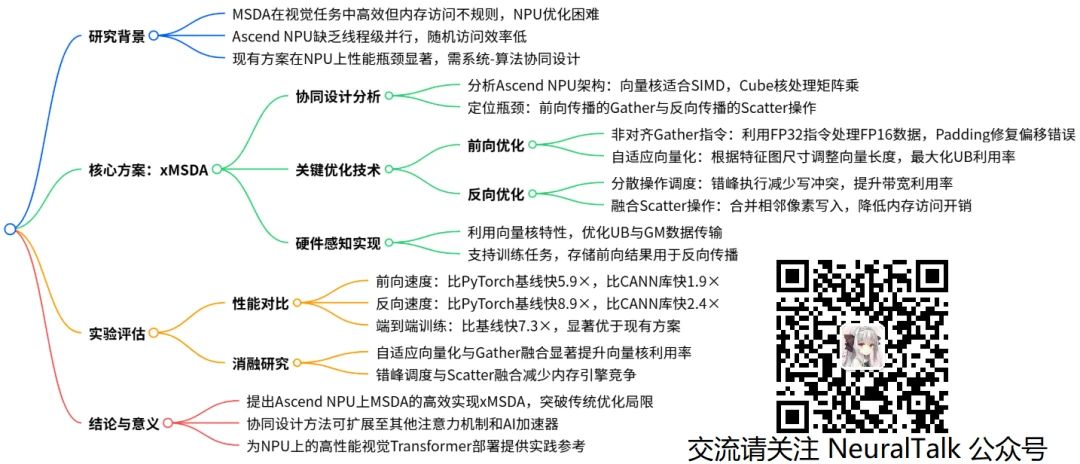 研究背景
MSDA在视觉任务中高效但内存访问不规则，NPU优化困难
Ascend NPU缺乏线程级并行，随机访问效率低
现有方案在NPU上性能瓶颈显著，需系统-算法协同设计
核心方案：xMSDA
协同设计分析
分析Ascend NPU架构：向量核适合SIMD，Cube核处理矩阵乘
定位瓶颈：前向传播的Gather与反向传播的Scatter操作
关键优化技术
前向优化
非对齐Gather指令：利用FP32指令处理FP16数据，Padding修复偏移错误
自适应向量化：根据特征图尺寸调整向量长度，最大化UB利用率
反向优化
分散操作调度：错峰执行减少写冲突，提升带宽利用率
融合Scatter操作：合并相邻像素写入，降低内存访问开销
硬件感知实现
利用向量核特性，优化UB与GM数据传输
支持训练任务，存储前向结果用于反向传播
实验评估
性能对比
前向速度：比PyTorch基线快5.9×，比CANN库快1.9×
反向速度：比PyTorch基线快8.9×，比CANN库快2.4×
端到端训练：比基线快7.3×，显著优于现有方案
消融研究
自适应向量化与Gather融合显著提升向量核利用率
错峰调度与Scatter融合减少内存引擎竞争
结论与意义
提出Ascend NPU上MSDA的高效实现xMSDA，突破传统优化局限
协同设计方法可扩展至其他注意力机制和AI加速器
为NPU上的高性能视觉Transformer部署提供实践参考
交流请关注 NeuralTalk 公众号